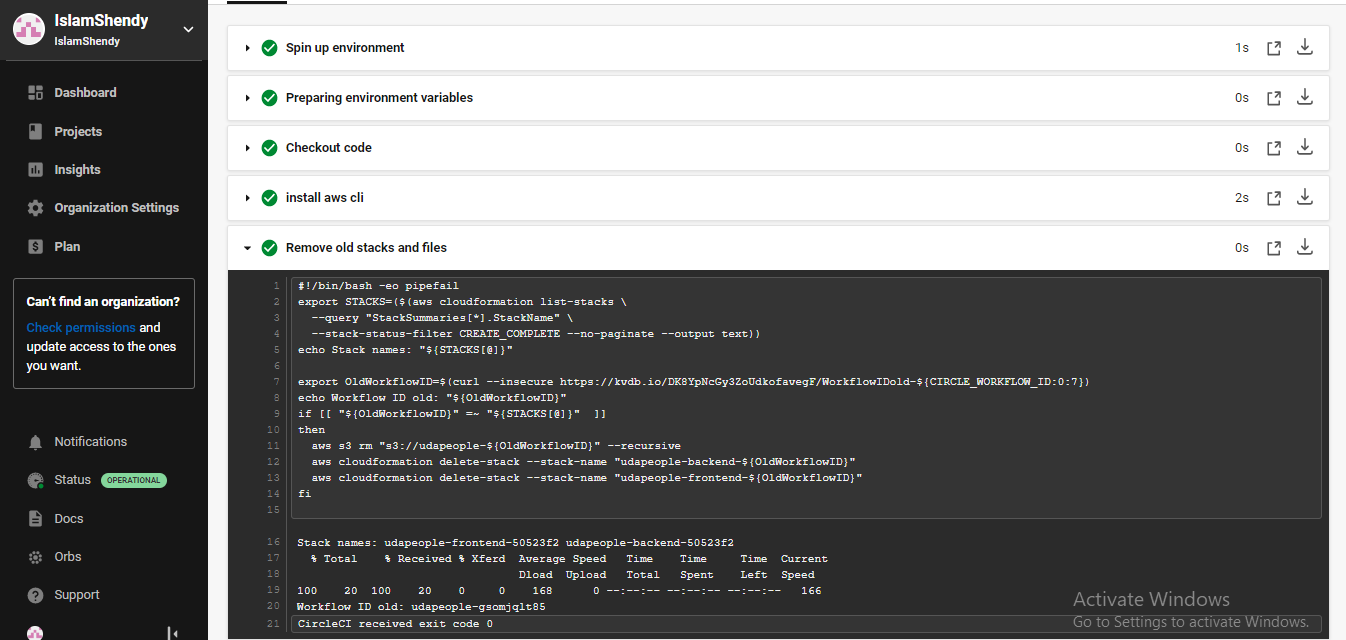 IslamShendy
IslamShendy
Dashboard
Projects
Insights
Organization Settings
Plan
Can't find an organization?
Check permissions and
update access to the ones
you want.
Notifications
Status OPERATIONAL
Docs
Orbs
Support
Spin up environment 1s
Preparing environment variables 0s
Checkout code 0s
install aws cli 2s
Remove old stacks and files 0s
1 #!/bin/bash -eo pipefail
2 export STACKS=($(aws cloudformation list-stacks \
3 --query "StackSummaries[*].StackName" \
4 --stack-status-filter CREATE_COMPLETE --no-paginate --output text))
5 echo Stack names: "${STACKS[@]}"
6
7 export OldWorkflowID=$(curl --insecure https://kvdb.io/DK8YpNcGy3ZoUdkofavegF/WorkflowIDold-${CIRCLE_WORKFLOW_ID:0:7})
8 echo Workflow ID old: "${OldWorkflowID}"
9 if [[ "${OldWorkflowID}" =~ "${STACKS[@]}"  ]]
10 then
11 aws s3 rm "s3://udapeople-${OldWorkflowID}" --recursive
12 aws cloudformation delete-stack --stack-name "udapeople-backend-${OldWorkflowID}"
13 aws cloudformation delete-stack --stack-name "udapeople-frontend-${OldWorkflowID}"
14 fi
15
16 Stack names: udapeople-frontend-50523f2 udapeople-backend-50523f2
17 % Total % Received % Xferd Average Speed Time Time Time Current
18 Dload Upload Total Spent Left Speed
19 100 20 100 20 0 0 168 0 --:--:-- --:--:-- --:--:-- 166
20 Workflow ID old: udapeople-gsomjqlt85
21 CircleCI received exit code 0
Activate Windows
Go to Settings to activate Windows.